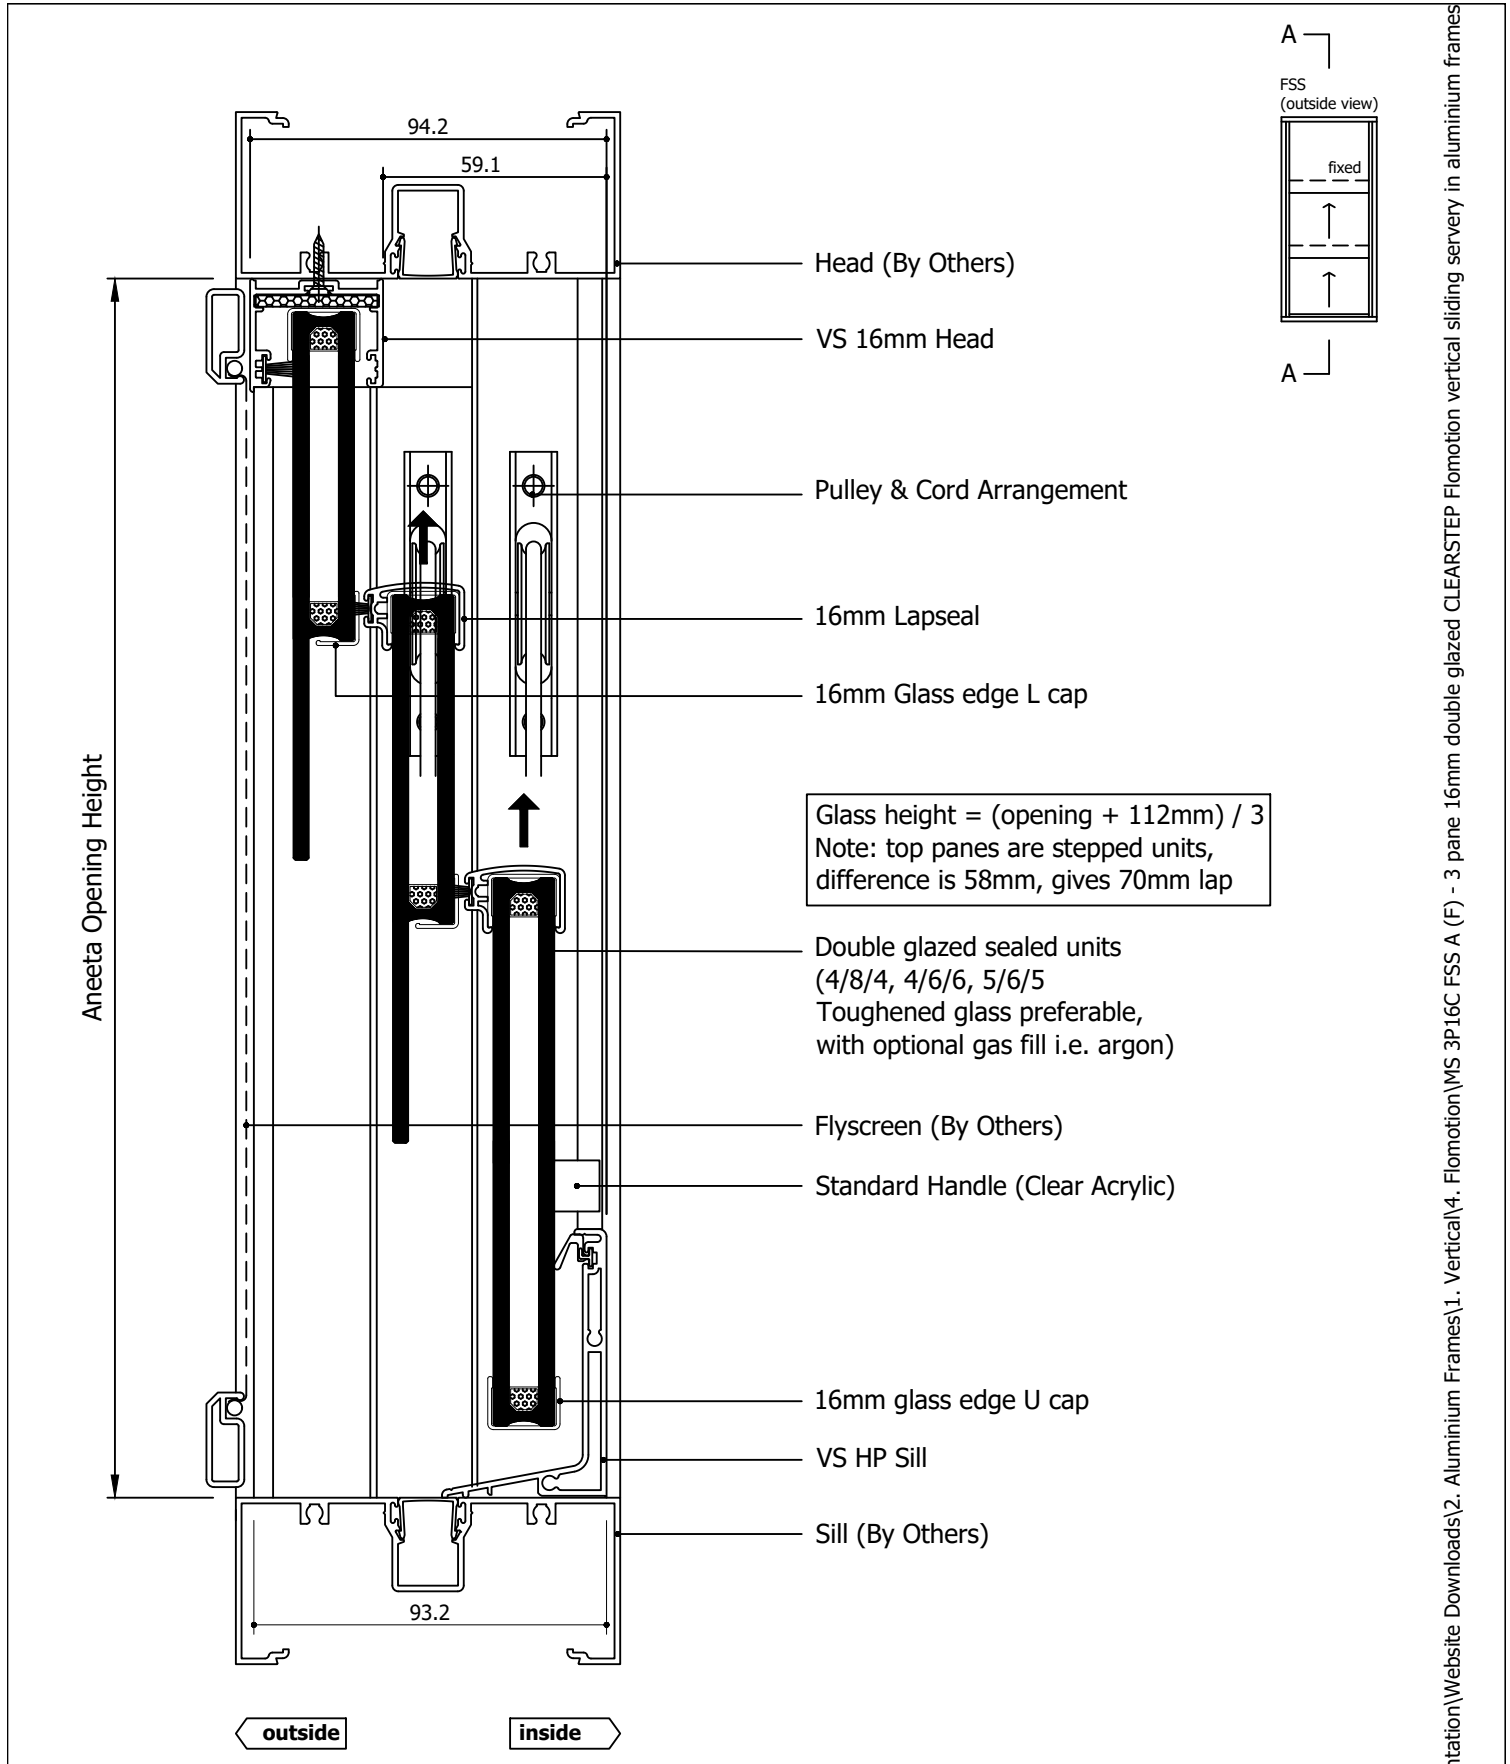 A
FSS
(outside view)
fixed
A
94.2
59.1
Head (By Others)
VS 16mm Head
Pulley & Cord Arrangement
16mm Lapseal
16mm Glass edge L cap
Aneeta Opening Height
Glass height = (opening + 112mm) / 3
Note: top panes are stepped units,
difference is 58mm, gives 70mm lap
Double glazed sealed units
(4/8/4, 4/6/6, 5/6/5
Toughened glass preferable,
with optional gas fill i.e. argon)
Flyscreen (By Others)
Standard Handle (Clear Acrylic)
16mm glass edge U cap
VS HP Sill
Sill (By Others)
93.2
outside
inside
ntation\Website Downloads\2. Aluminium Frames\1. Vertical\4. Flomotion\MS 3P16C FSS A (F) - 3 pane 16mm double glazed CLEARSTEP Flomotion vertical sliding servery in aluminium frames